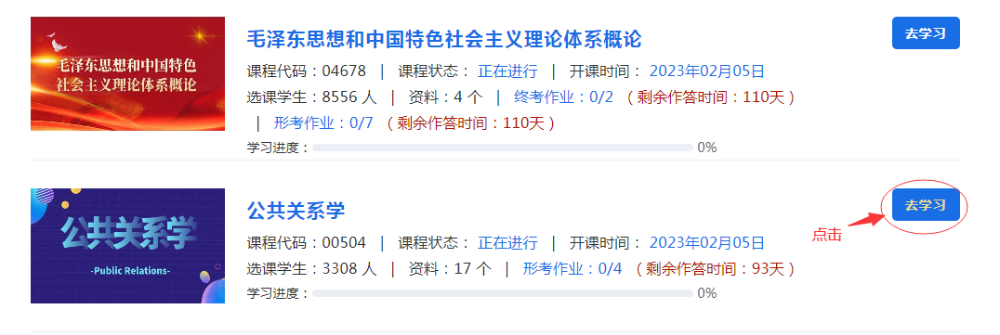 毛泽东思想和中国特色
社会主义理论体系概论
毛泽东思想和中国特色社会主义理论体系概论
去学习
课程代码：04678 | 课程状态： 正在进行 | 开课时间： 2023年02月05日
选课学生：8556 人 | 资料：4 个 | 终考作业：0/2 （剩余作答时间：110天）
| 形考作业：0/7 （剩余作答时间：110天）
学习进度： 0%
公共关系学
-Public Relations-
公共关系学
去学习
点击
课程代码：00504 | 课程状态： 正在进行 | 开课时间： 2023年02月05日
选课学生：3308 人 | 资料：17 个 | 形考作业：0/4 （剩余作答时间：93天）
学习进度： 0%